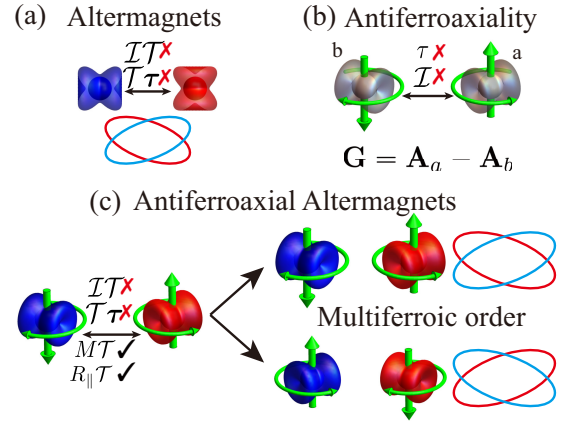 (a) Altermagnets
𝓘𝓣✗
𝓣𝝉✗
(b) Antiferroaxiality
b
τ ✗
𝓘 ✗
a
G = A_a − A_b
(c) Antiferroaxial Altermagnets
𝓘𝓣✗
𝓣𝝉✗
M𝓣 ✓
R_∥𝓣 ✓
Multiferroic order